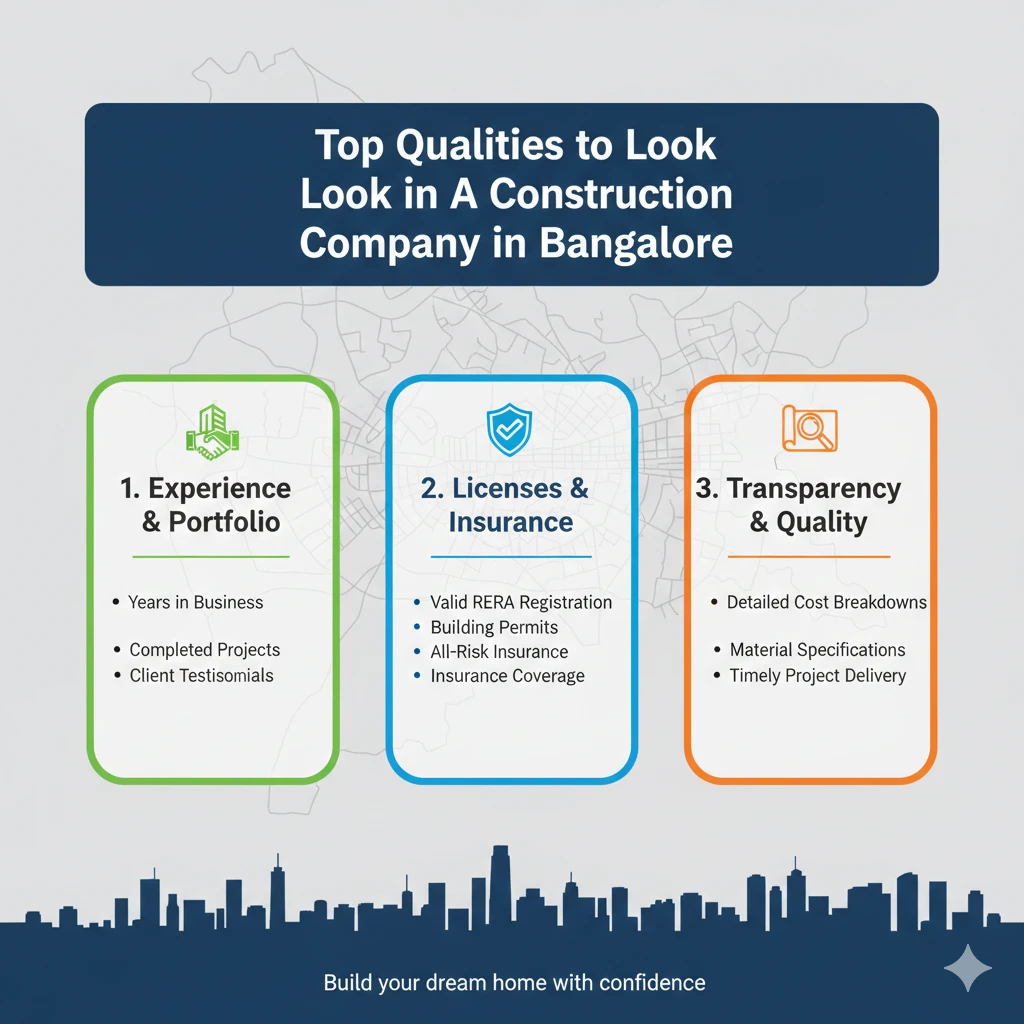 Top Qualities to Look
Look in A Construction
Company in Bangalore
1. Experience
& Portfolio
• Years in Business
• Completed Projects
• Client Testisomials
2. Licenses &
Insurance
• Valid RERA Registration
• Building Permits
• All-Risk Insurance
• Insurance Coverage
3. Transparency
& Quality
• Detailed Cost Breakdowns
• Material Specifications
• Timely Project Delivery
Build your dream home with confidence